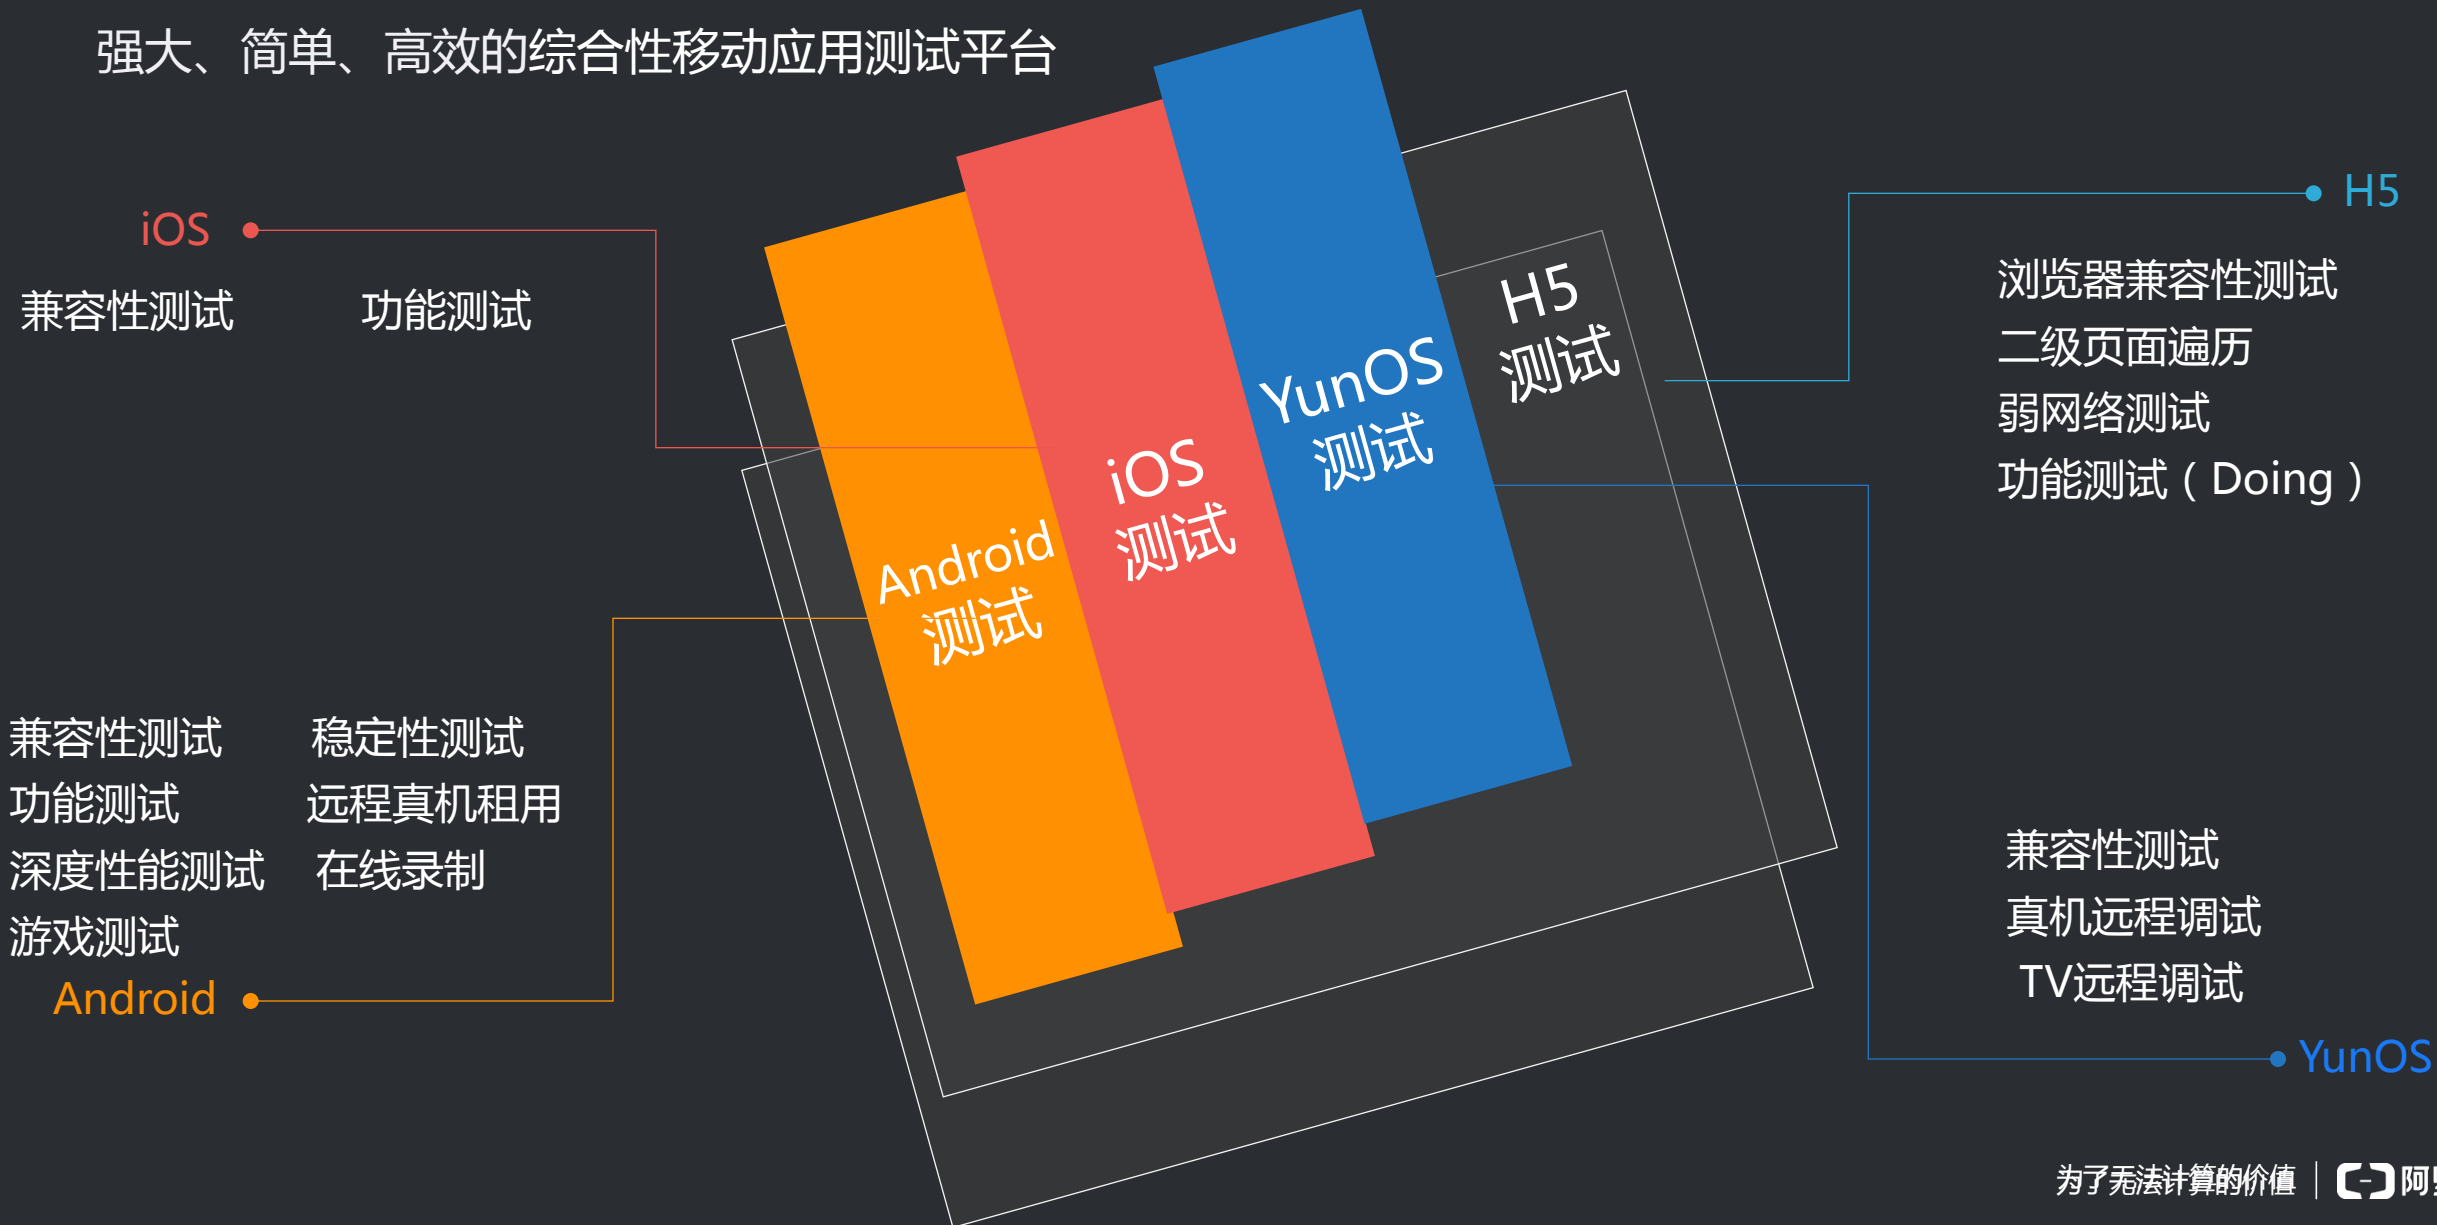 强大、简单、高效的综合性移动应用测试平台
iOS
兼容性测试 功能测试
Android
测试
iOS
测试
YunOS
测试
H5
测试
H5
浏览器兼容性测试
二级页面遍历
弱网络测试
功能测试（Doing）
兼容性测试 稳定性测试
功能测试 远程真机租用
深度性能测试 在线录制
游戏测试
Android
兼容性测试
真机远程调试
TV远程调试
YunOS
为了无法计算的价值 阿